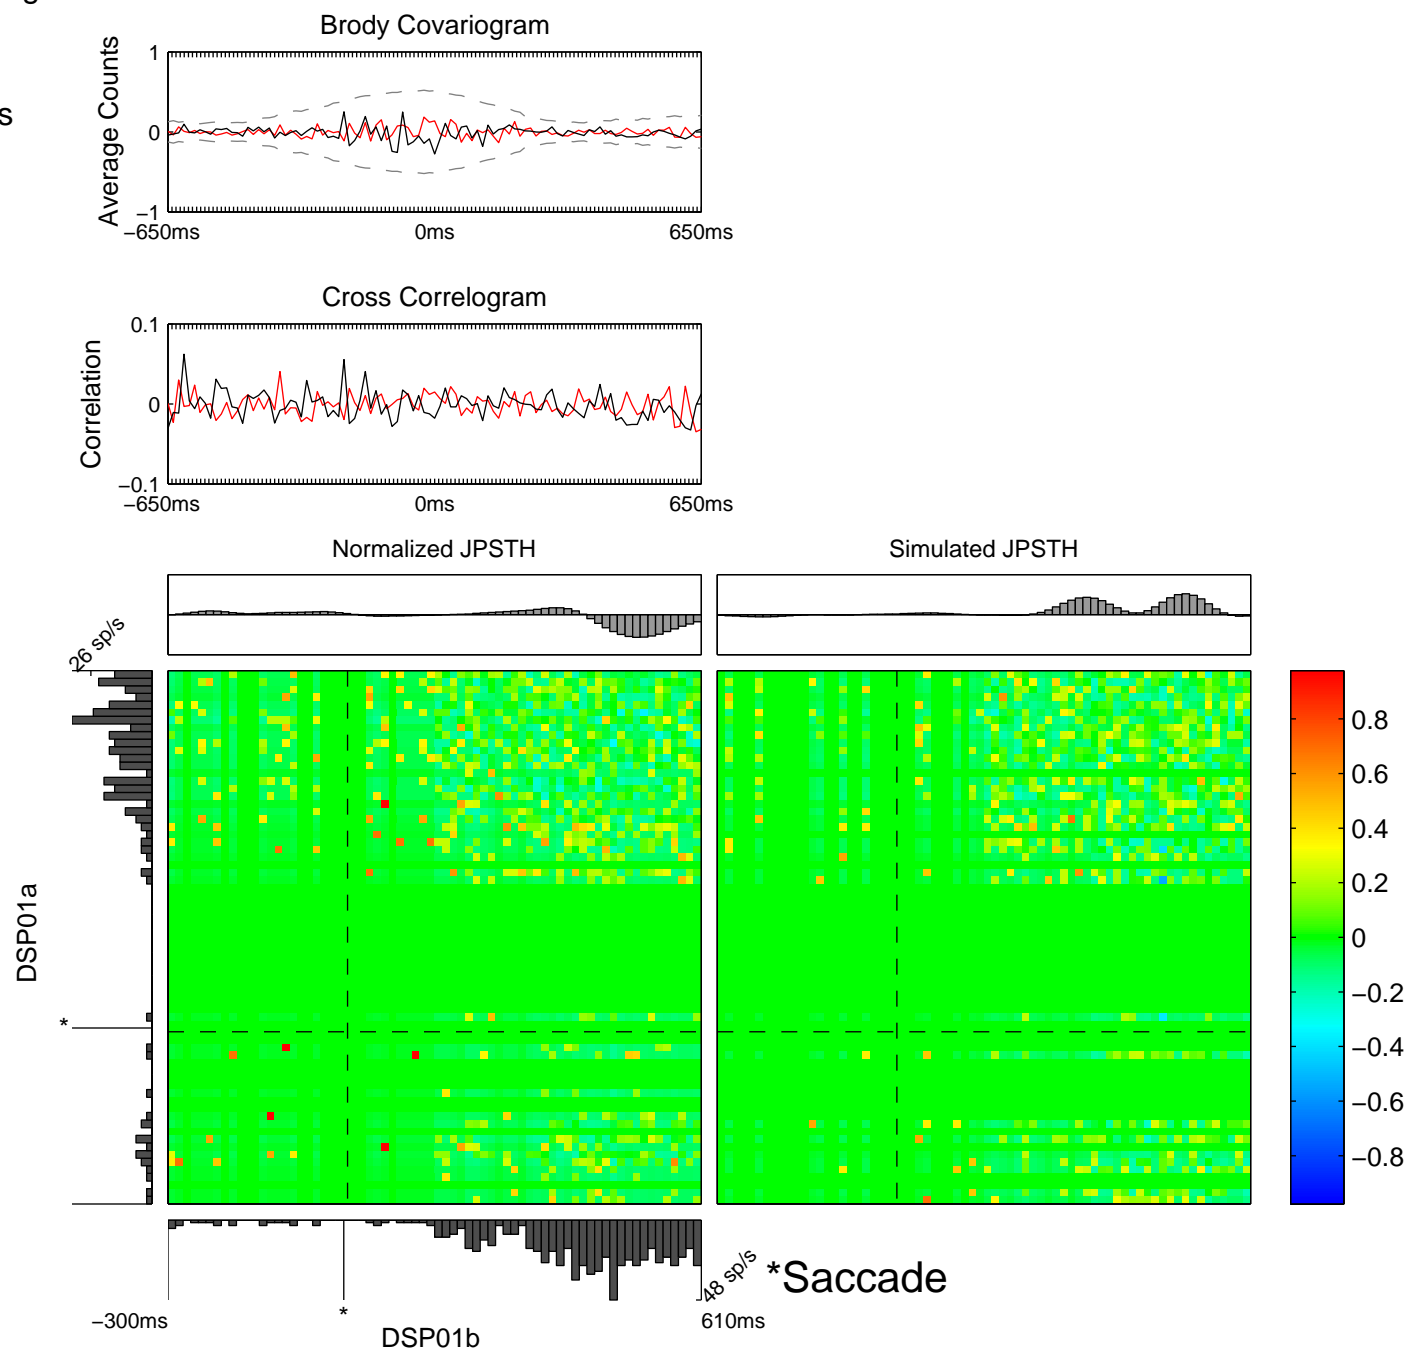 g
Brody Covariogram
s
Average Counts
1
0
−1
−650ms 0ms 650ms
Cross Correlogram
Correlation
0.1
0
−0.1
−650ms 0ms 650ms
Normalized JPSTH
Simulated JPSTH
26 sp/s
DSP01a
*
0.8
0.6
0.4
0.2
0
−0.2
−0.4
−0.6
−0.8
48 sp/s
*Saccade
*
−300ms
610ms
DSP01b